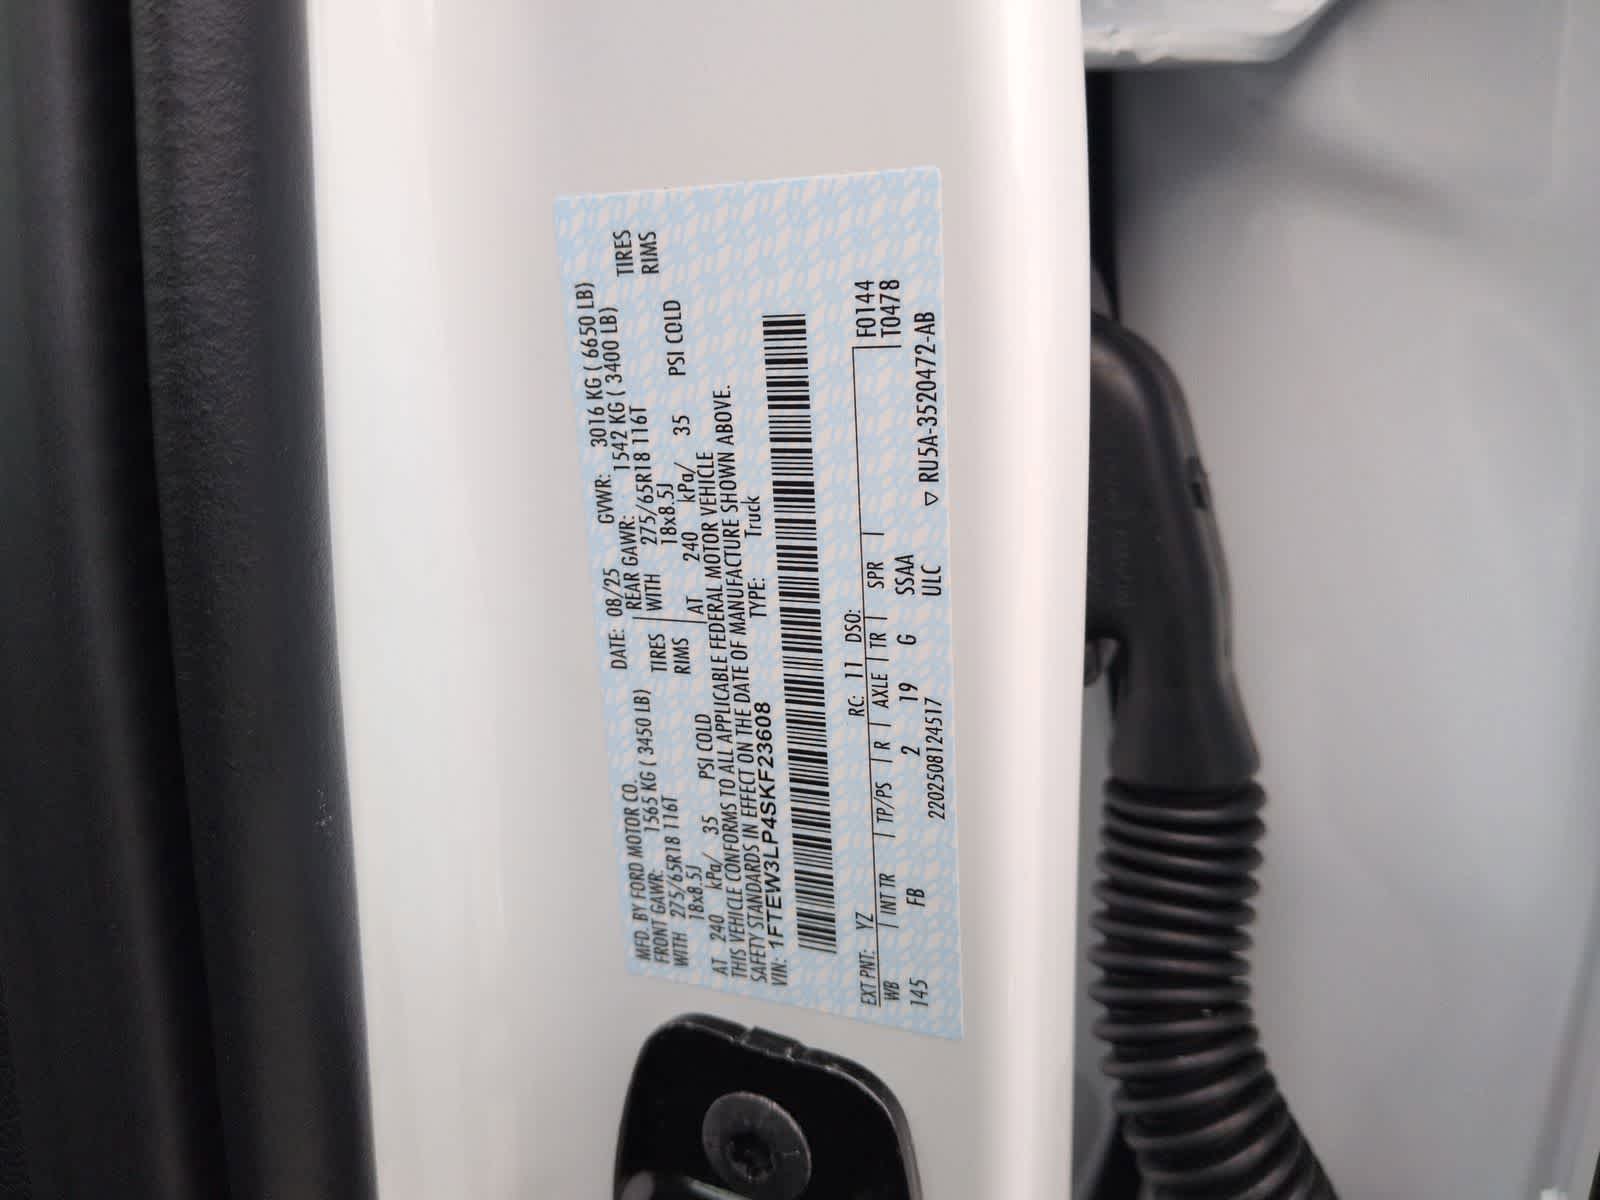 MFD. BY FORD MOTOR CO. DATE: 08/25 GVWR: 3016 KG ( 6650 LB)
FRONT GAWR: 1565 KG ( 3450 LB) REAR GAWR: 1542 KG ( 3400 LB)
WITH 275/65R18 116T TIRES WITH 275/65R18 116T TIRES
18x8.5J RIMS 18x8.5J RIMS
AT 240 kPa/ 35 PSI COLD AT 240 kPa/ 35 PSI COLD
THIS VEHICLE CONFORMS TO ALL APPLICABLE FEDERAL MOTOR VEHICLE
SAFETY STANDARDS IN EFFECT ON THE DATE OF MANUFACTURE SHOWN ABOVE.
VIN: 1FTEW3LP4SKF23608 TYPE: Truck
EXT PNT: YZ RC: 11 DSO: F0144
WB | INT TR | TP/PS | R | AXLE | TR | SPR | T0478
145 FB 2 19 G SSAA
2202508124517 ULC ▽ RU5A-3520472-AB